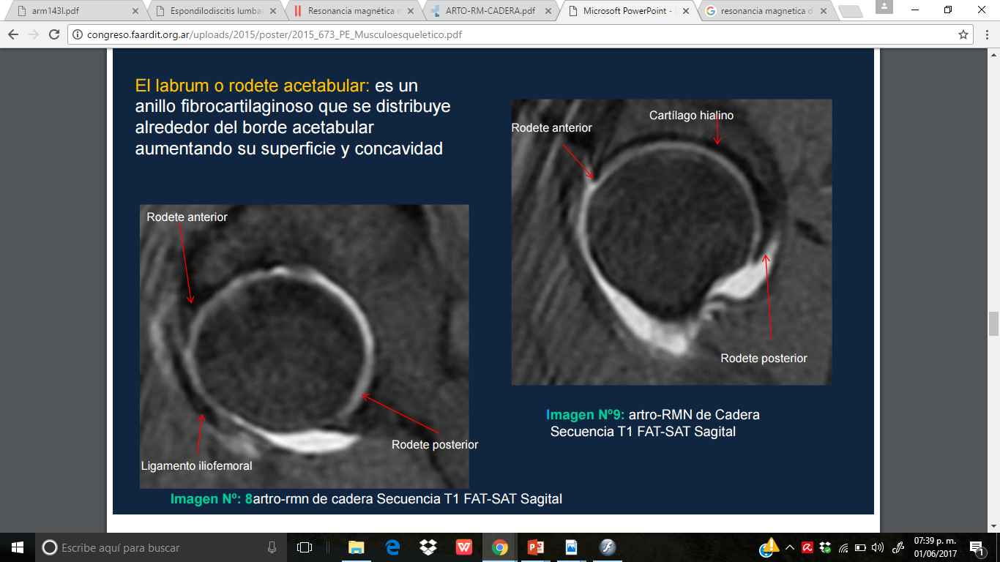 arm143l.pdf
Espondilodiscitis lumba
Resonancia magnética n
ARTO-RM-CADERA.pdf
Microsoft PowerPoint -
resonancia magnetica d
congreso.faardit.org.ar/uploads/2015/poster/2015_673_PE_Musculoesqueletico.pdf
El labrum o rodete acetabular: es un
anillo fibrocartilaginoso que se distribuye
alrededor del borde acetabular
aumentando su superficie y concavidad
Rodete anterior
Ligamento iliofemoral
Rodete posterior
Imagen Nº: 8artro-rmn de cadera Secuencia T1 FAT-SAT Sagital
Cartílago hialino
Rodete anterior
Rodete posterior
Imagen Nº9: artro-RMN de Cadera
Secuencia T1 FAT-SAT Sagital
Escribe aquí para buscar
07:39 p. m.
01/06/2017
1